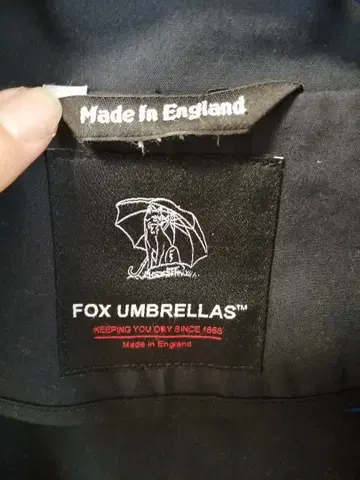 Made In England
FOX UMBRELLAS™
KEEPING YOU DRY SINCE 1868
Made in England